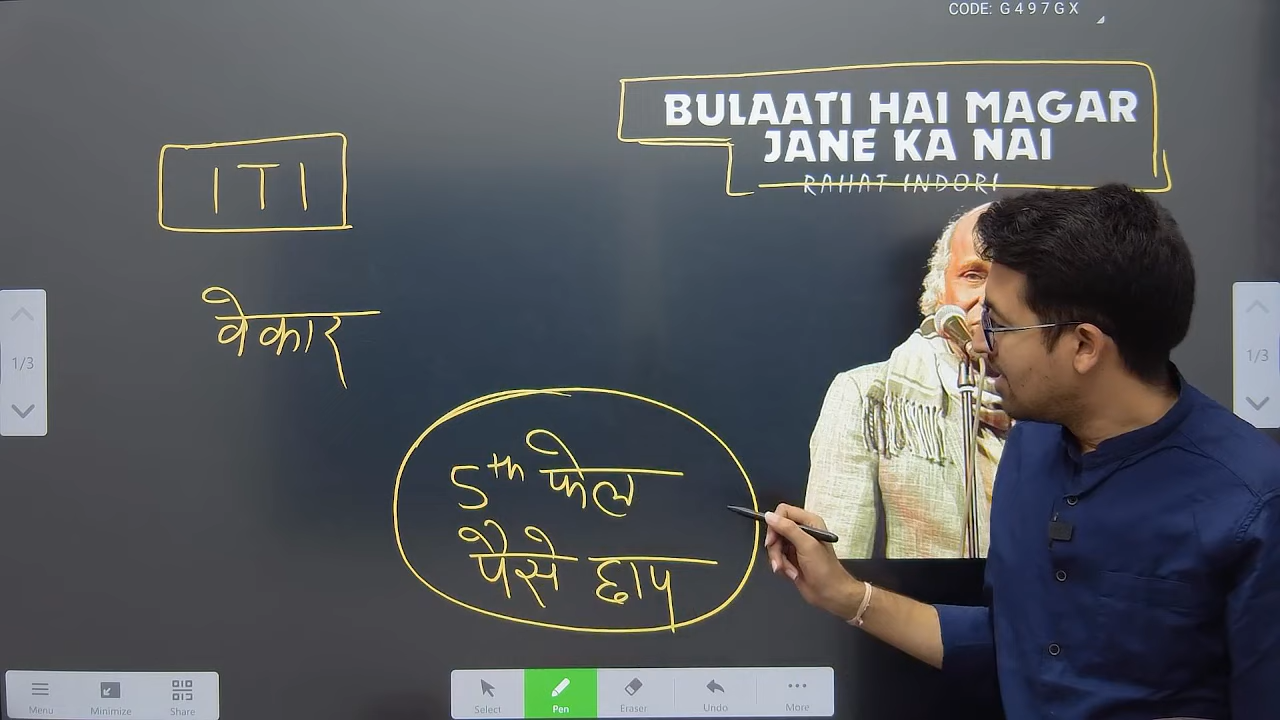 CODE: G497GX
BULAATI HAI MAGAR
JANE KA NAI
RAHAT INDORI
ITI
वेकार
5th फेल
पैसे छाप
1/3
1/3
Menu
Minimize
Share
Select
Pen
Eraser
Undo
More